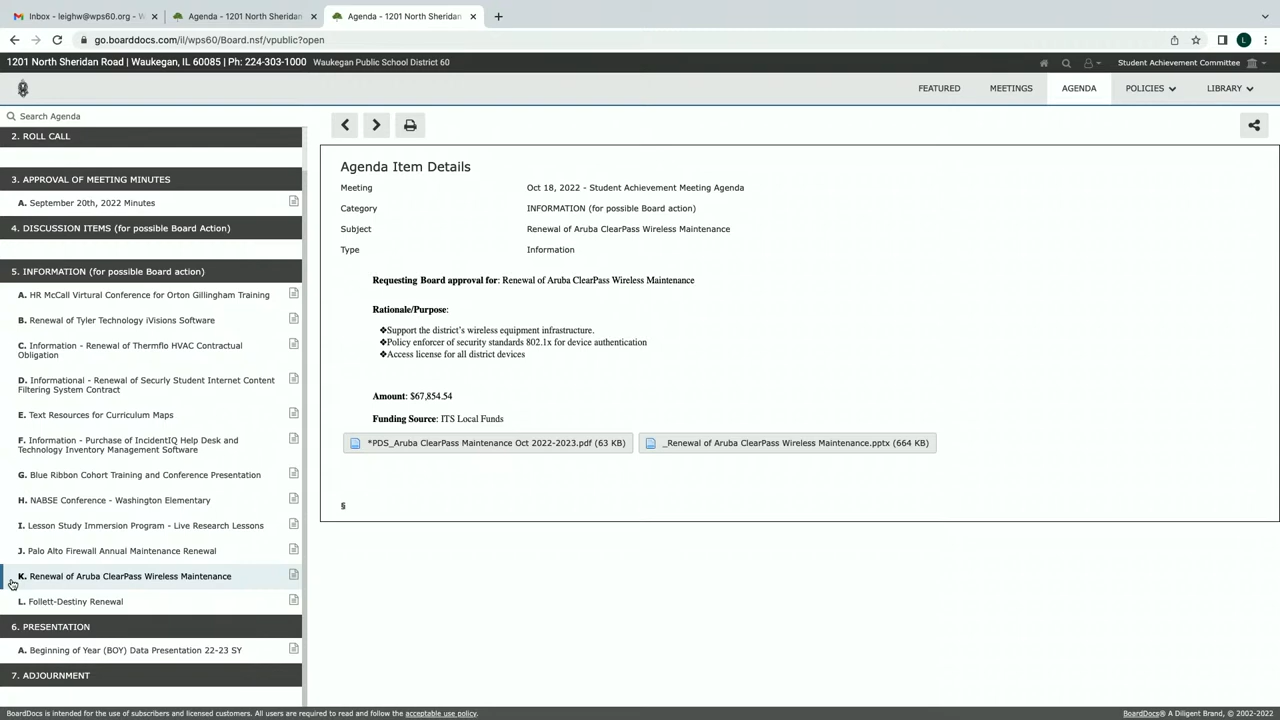 Inbox - leighw@wps60.org - W
Agenda - 1201 North Sheridan
Agenda - 1201 North Sheridan
go.boarddocs.com/il/wps60/Board.nsf/vpublic?open
L
1201 North Sheridan Road | Waukegan, IL 60085 | Ph: 224-303-1000 Waukegan Public School District 60
Student Achievement Committee
FEATURED MEETINGS AGENDA POLICIES LIBRARY
Search Agenda
2. ROLL CALL
3. APPROVAL OF MEETING MINUTES
A. September 20th, 2022 Minutes
4. DISCUSSION ITEMS (for possible Board Action)
5. INFORMATION (for possible Board action)
A. HR McCall Virtural Conference for Orton Gillingham Training
B. Renewal of Tyler Technology iVisions Software
C. Information - Renewal of Thermflo HVAC Contractual
Obligation
D. Informational - Renewal of Securly Student Internet Content
Filtering System Contract
E. Text Resources for Curriculum Maps
F. Information - Purchase of IncidentIQ Help Desk and
Technology Inventory Management Software
G. Blue Ribbon Cohort Training and Conference Presentation
H. NABSE Conference - Washington Elementary
I. Lesson Study Immersion Program - Live Research Lessons
J. Palo Alto Firewall Annual Maintenance Renewal
K. Renewal of Aruba ClearPass Wireless Maintenance
L. Follett-Destiny Renewal
6. PRESENTATION
A. Beginning of Year (BOY) Data Presentation 22-23 SY
7. ADJOURNMENT
Agenda Item Details
Meeting Oct 18, 2022 - Student Achievement Meeting Agenda
Category INFORMATION (for possible Board action)
Subject Renewal of Aruba ClearPass Wireless Maintenance
Type Information
Requesting Board approval for: Renewal of Aruba ClearPass Wireless Maintenance
Rationale/Purpose:
❖Support the district's wireless equipment infrastructure.
❖Policy enforcer of security standards 802.1x for device authentication
❖Access license for all district devices
Amount: $67,854.54
Funding Source: ITS Local Funds
*PDS_Aruba ClearPass Maintenance Oct 2022-2023.pdf (63 KB)
_Renewal of Aruba ClearPass Wireless Maintenance.pptx (664 KB)
§
BoardDocs is intended for the use of subscribers and licensed customers. All users are required to read and follow the acceptable use policy.
BoardDocs® A Diligent Brand, © 2002-2022